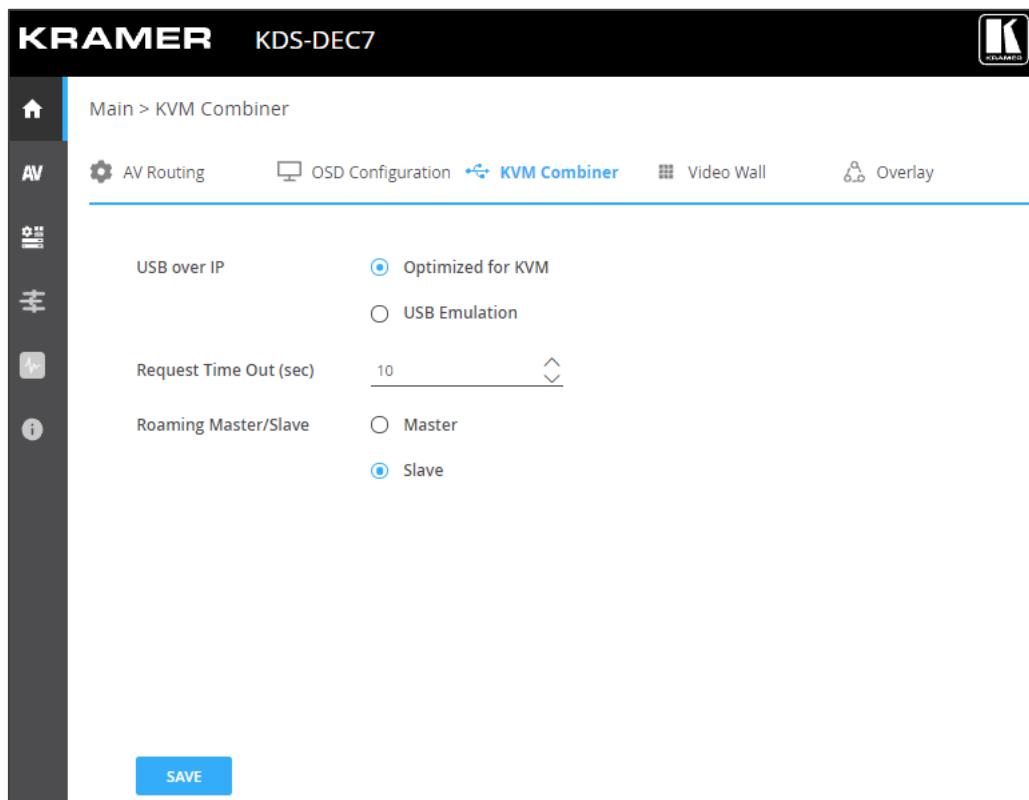 KRAMER KDS-DEC7
KRAMER
Main > KVM Combiner
AV
AV Routing OSD Configuration KVM Combiner Video Wall Overlay
USB over IP Optimized for KVM
USB Emulation
Request Time Out (sec) 10
Roaming Master/Slave Master
Slave
SAVE